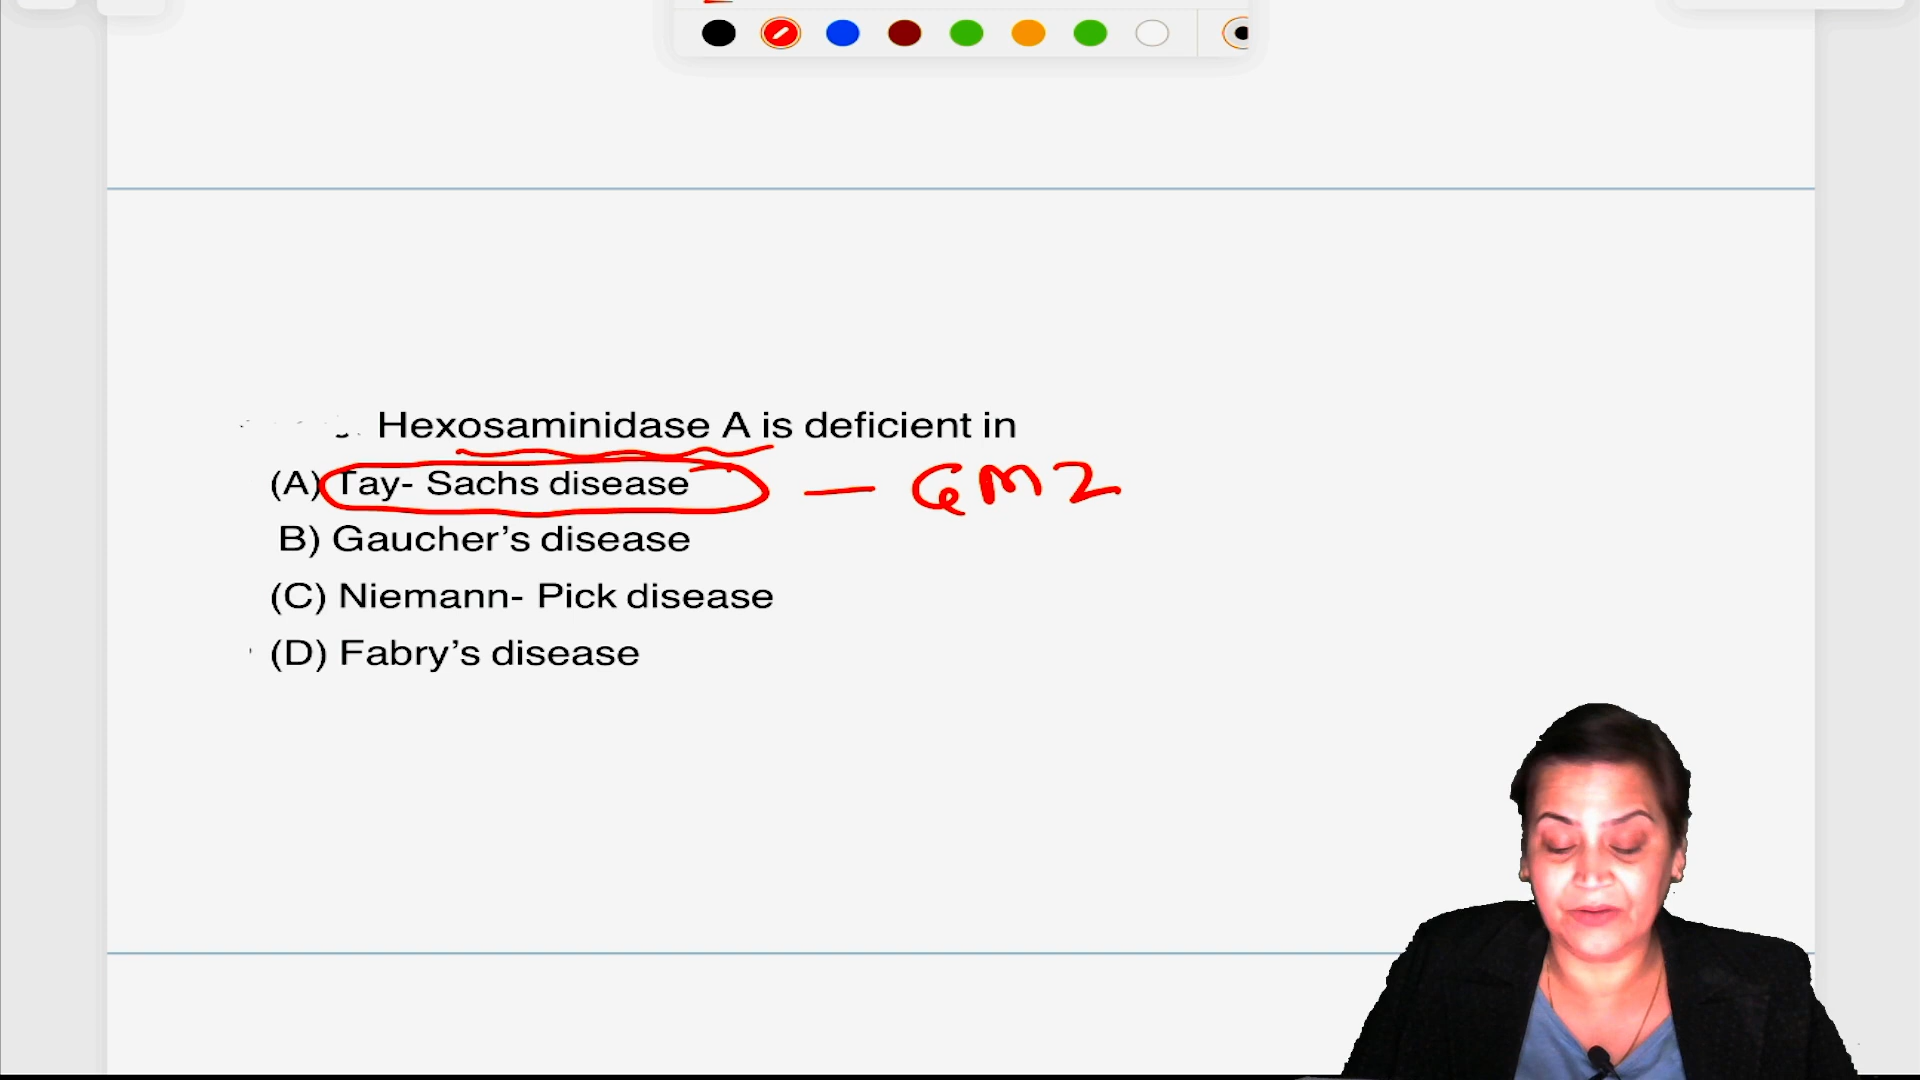 Hexosaminidase A is deficient in
(A) Tay- Sachs disease — GM2
B) Gaucher’s disease
(C) Niemann- Pick disease
(D) Fabry’s disease